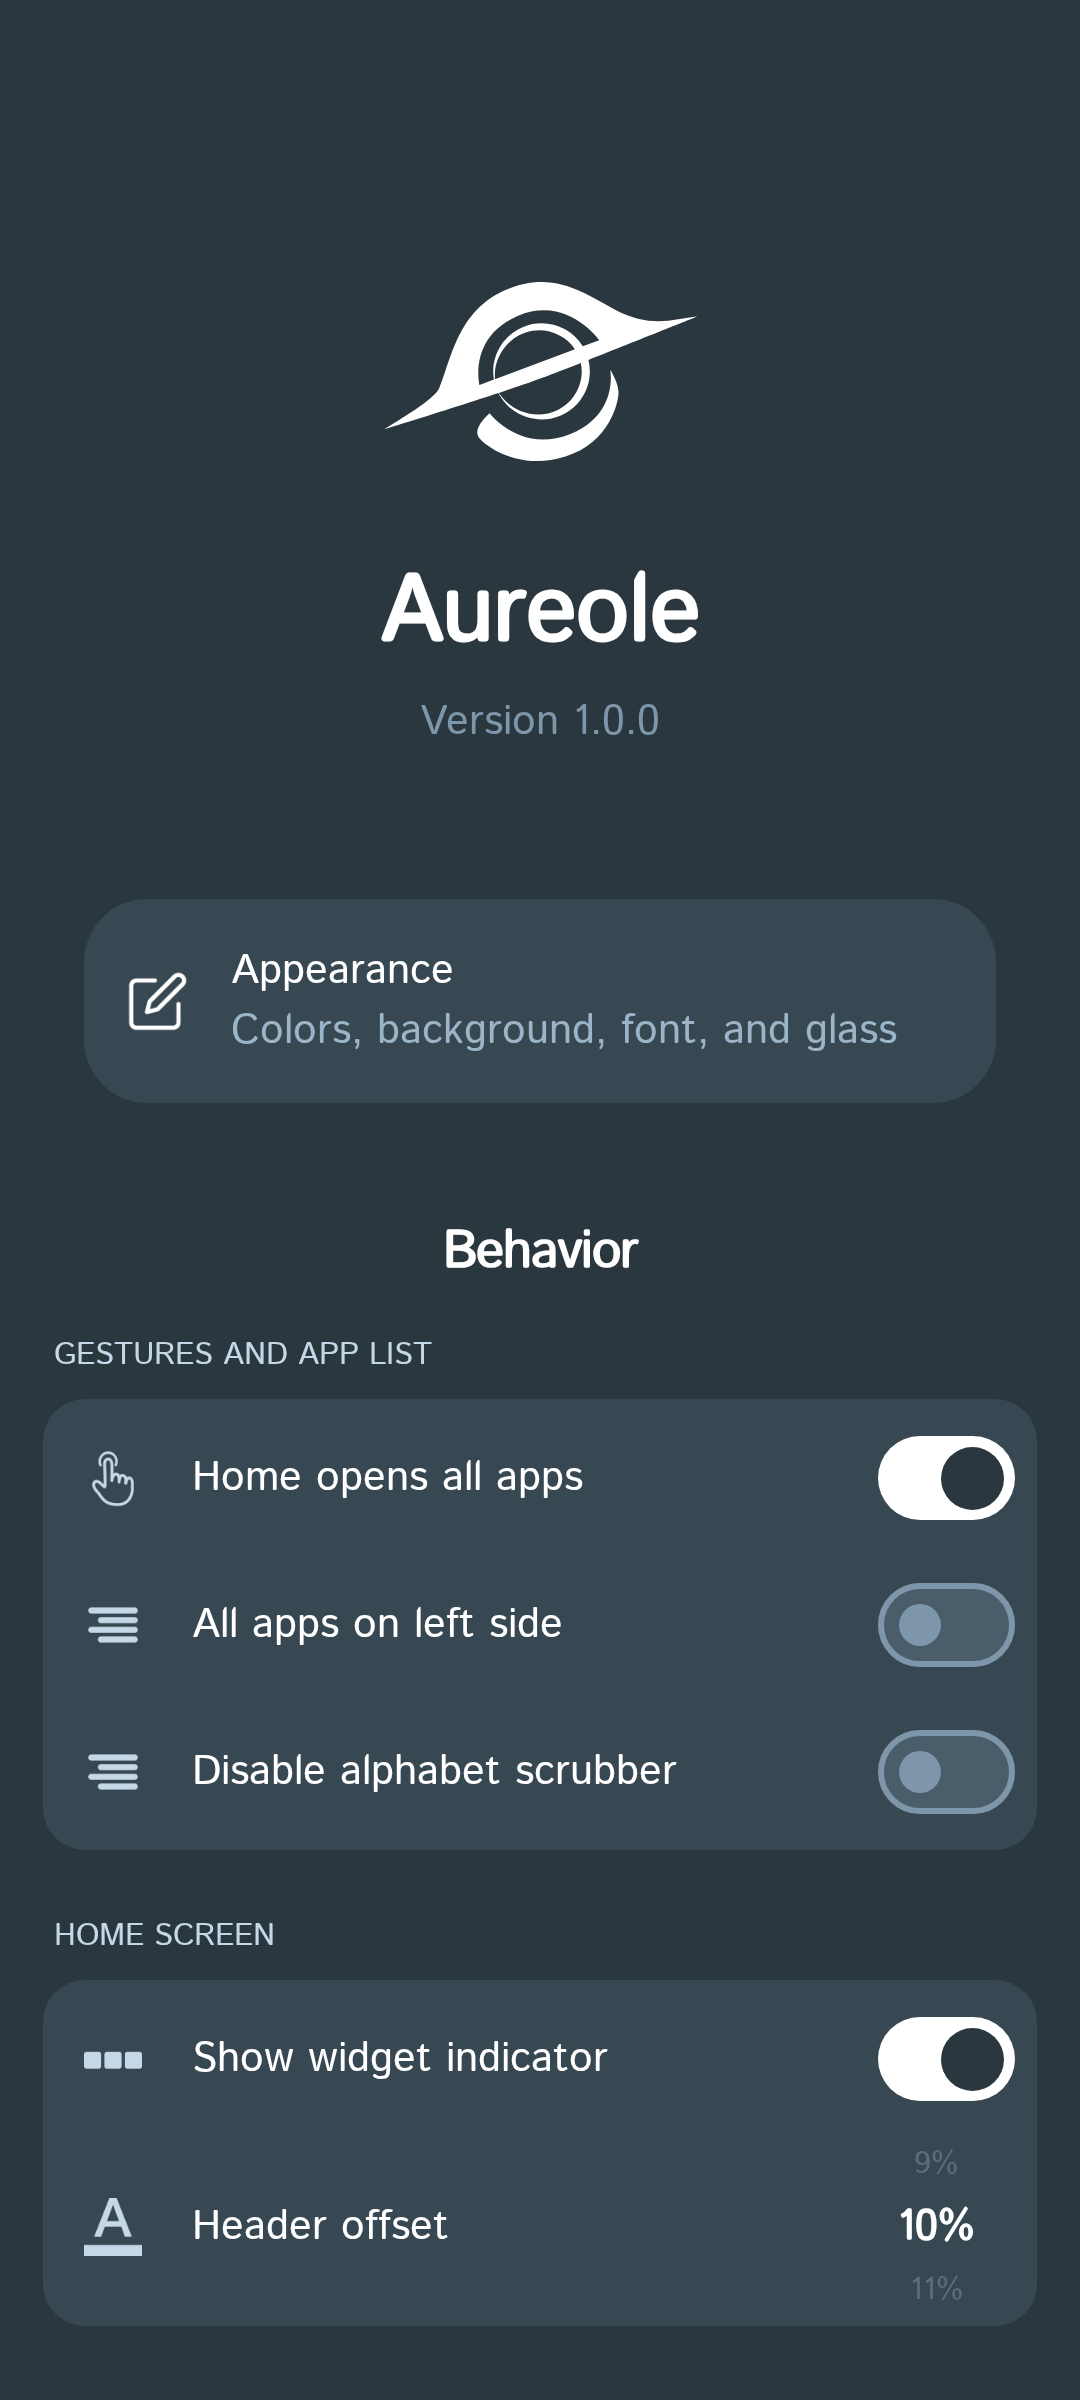 Aureole
Version 1.0.0
Appearance
Colors, background, font, and glass
Behavior
GESTURES AND APP LIST
Home opens all apps
All apps on left side
Disable alphabet scrubber
HOME SCREEN
Show widget indicator
9%
A
Header offset
10%
11%